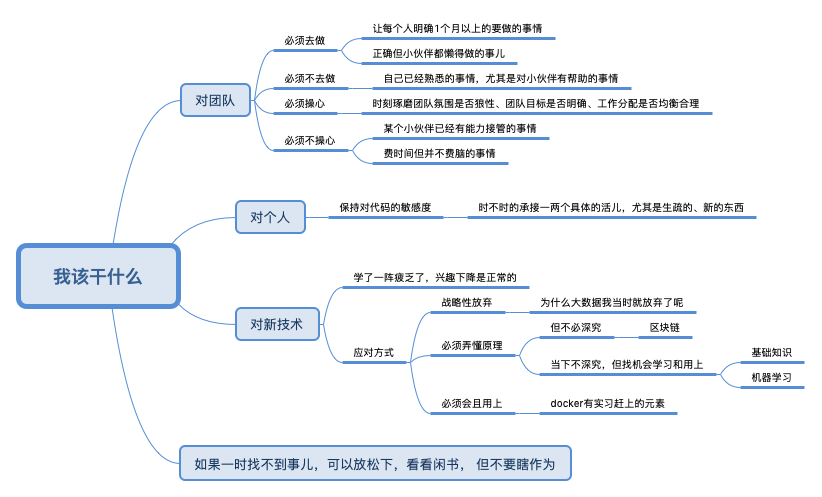 我该干什么
对团队
必须去做
让每个人明确1个月以上的要做的事情
正确但小伙伴都懒得做的事儿
必须不去做
自己已经熟悉的事情，尤其是对小伙伴有帮助的事情
必须操心
时刻琢磨团队氛围是否狼性、团队目标是否明确、工作分配是否均衡合理
必须不操心
某个小伙伴已经有能力接管的事情
费时间但并不费脑的事情
对个人
保持对代码的敏感度
时不时的承接一两个具体的活儿，尤其是生疏的、新的东西
对新技术
学了一阵疲乏了，兴趣下降是正常的
应对方式
战略性放弃
为什么大数据我当时就放弃了呢
必须弄懂原理
但不必深究
区块链
当下不深究，但找机会学习和用上
基础知识
机器学习
必须会且用上
docker有实习赶上的元素
如果一时找不到事儿，可以放松下，看看闲书， 但不要瞎作为